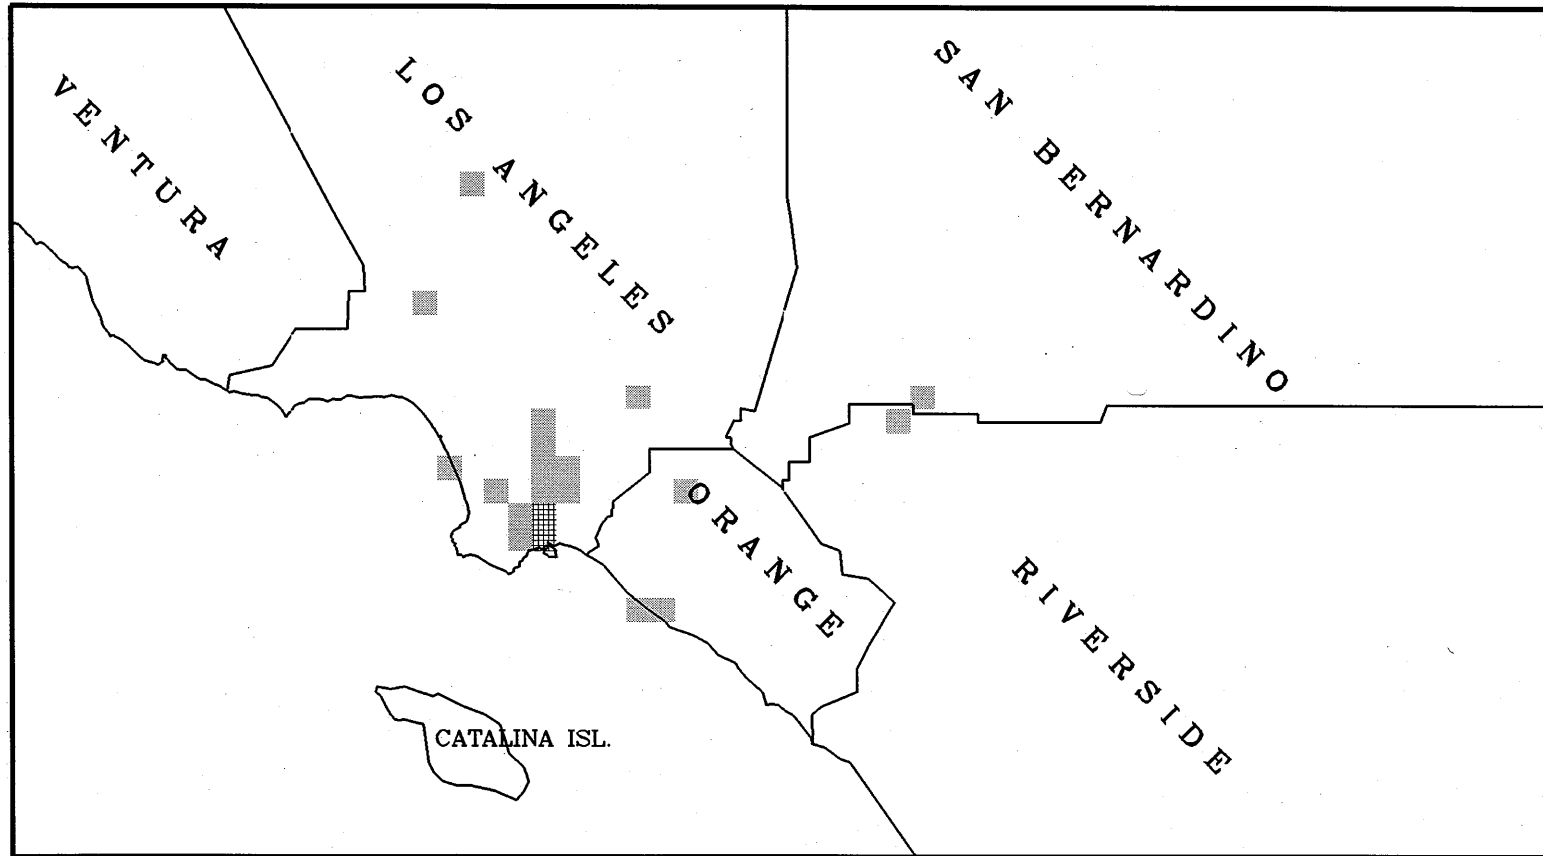 VENTURA
LOS ANGELES
SAN BERNARDINO
ORANGE
RIVERSIDE
CATALINA ISL.